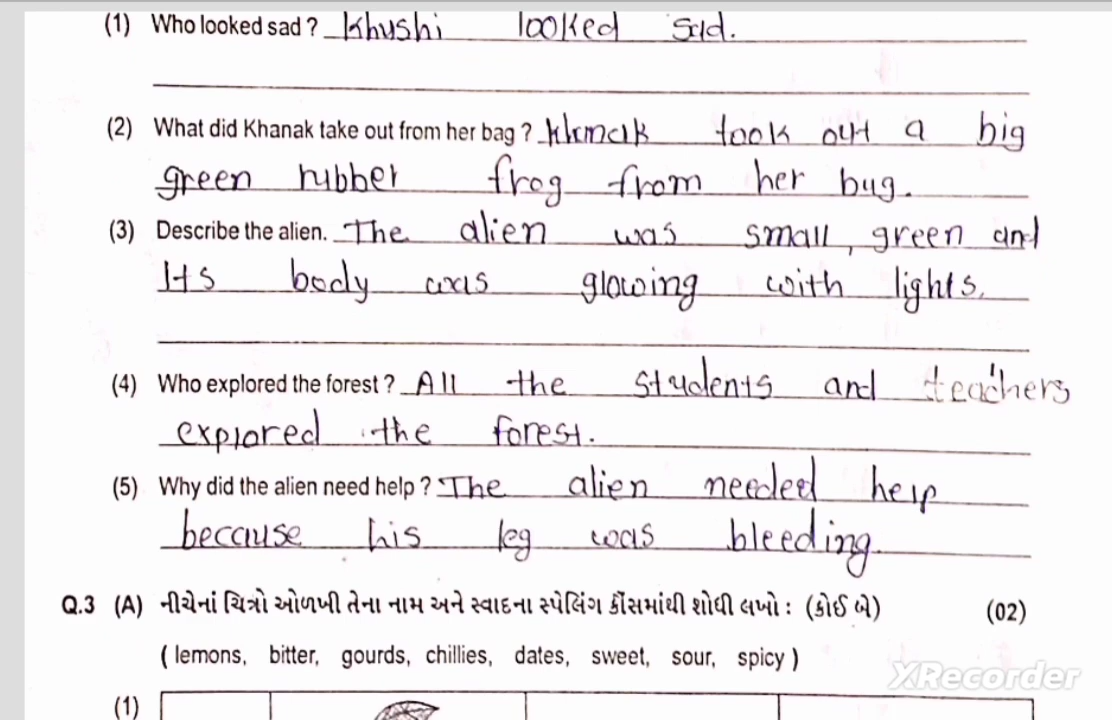 (1) Who looked sad ? Khushi looked sad.
(2) What did Khanak take out from her bag ? Khanak took out a big
green rubber frog from her bug.
(3) Describe the alien. The alien was small, green and
Its body was glowing with lights.
(4) Who explored the forest ? All the students and teachers
explored the forest.
(5) Why did the alien need help ? The alien needed help
because his leg was bleeding.
Q.3 (A) નીચેનાં ચિત્રો ઓળખી તેના નામ અને સ્વાદના સ્પેલિંગ કૌંસમાંથી શોધી લખો : (કોઈ બે) (02)
( lemons, bitter, gourds, chillies, dates, sweet, sour, spicy )
XRecorder
(1)